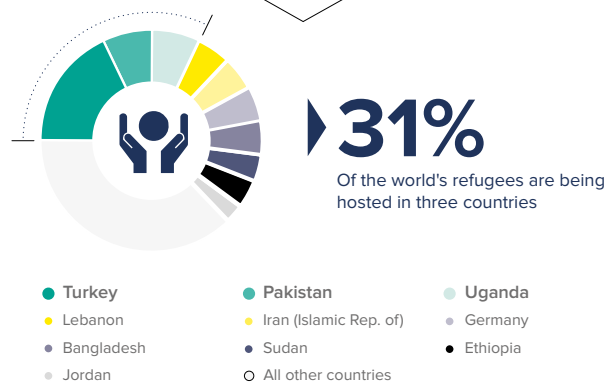 31%
Of the world's refugees are being
hosted in three countries
Turkey
Pakistan
Uganda
Lebanon
Iran (Islamic Rep. of)
Germany
Bangladesh
Sudan
Ethiopia
Jordan
All other countries